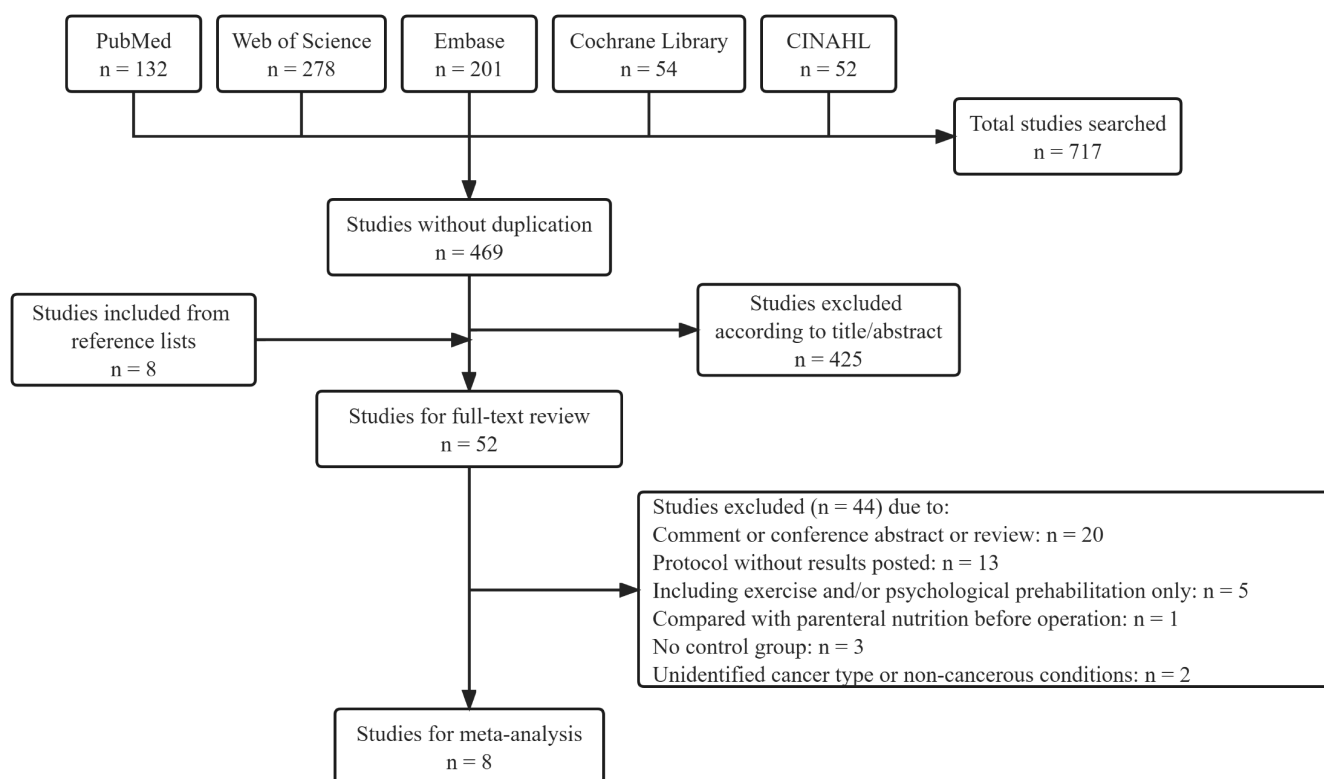 PubMed
n = 132
Web of Science
n = 278
Embase
n = 201
Cochrane Library
n = 54
CINAHL
n = 52
Total studies searched
n = 717
Studies without duplication
n = 469
Studies included from
reference lists
n = 8
Studies excluded
according to title/abstract
n = 425
Studies for full-text review
n = 52
Studies excluded (n = 44) due to:
Comment or conference abstract or review: n = 20
Protocol without results posted: n = 13
Including exercise and/or psychological prehabilitation only: n = 5
Compared with parenteral nutrition before operation: n = 1
No control group: n = 3
Unidentified cancer type or non-cancerous conditions: n = 2
Studies for meta-analysis
n = 8